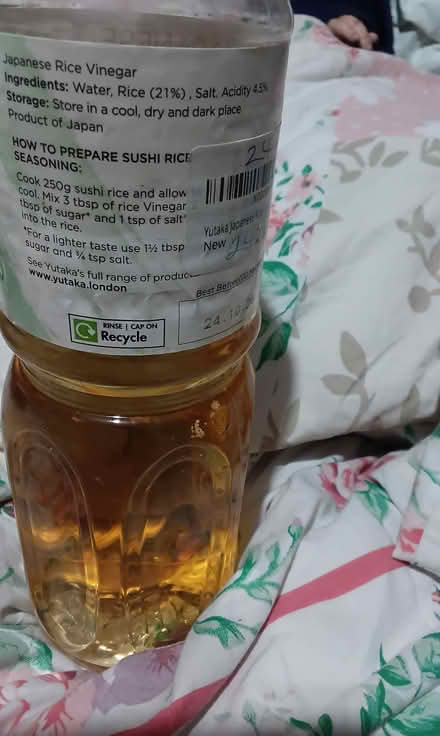 Japanese Rice Vinegar
Ingredients: Water, Rice (21%), Salt. Acidity 4.5%
Storage: Store in a cool, dry and dark place
Product of Japan
HOW TO PREPARE SUSHI RICE
SEASONING:
Cook 250g sushi rice and allow
cool. Mix 3 tbsp of rice Vinegar
tbsp of sugar* and 1 tsp of salt*
into the rice.
*For a lighter taste use 1½ tbsp
sugar and ¾ tsp salt.
See Yutaka's full range of
www.yutaka.london
RINSE | CAP ON
Recycle
24
Yutaka Japanese
New
Best Before
24.10